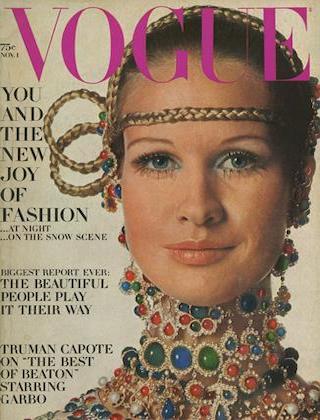 VOGUE
75¢
NOV. 1
YOU
AND
THE
NEW
JOY
OF
FASHION
...AT NIGHT
...ON THE SNOW SCENE
BIGGEST REPORT EVER:
THE BEAUTIFUL
PEOPLE PLAY
IT THEIR WAY
TRUMAN CAPOTE
ON "THE BEST
OF BEATON"
STARRING
GARBO